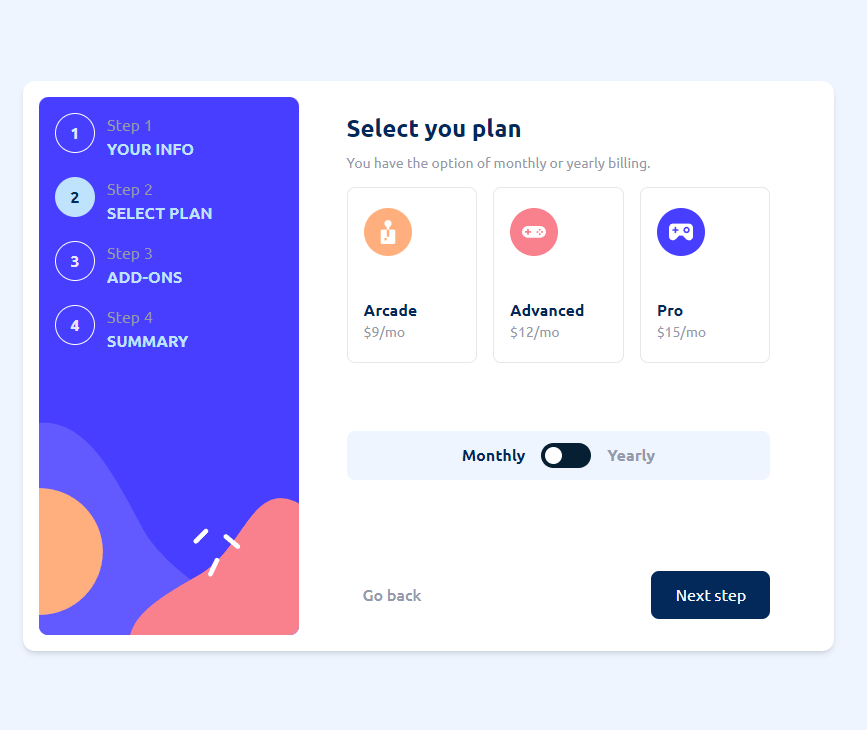 1
Step 1
YOUR INFO
2
Step 2
SELECT PLAN
3
Step 3
ADD-ONS
4
Step 4
SUMMARY
Select you plan
You have the option of monthly or yearly billing.
Arcade
$9/mo
Advanced
$12/mo
Pro
$15/mo
Monthly
Yearly
Go back
Next step